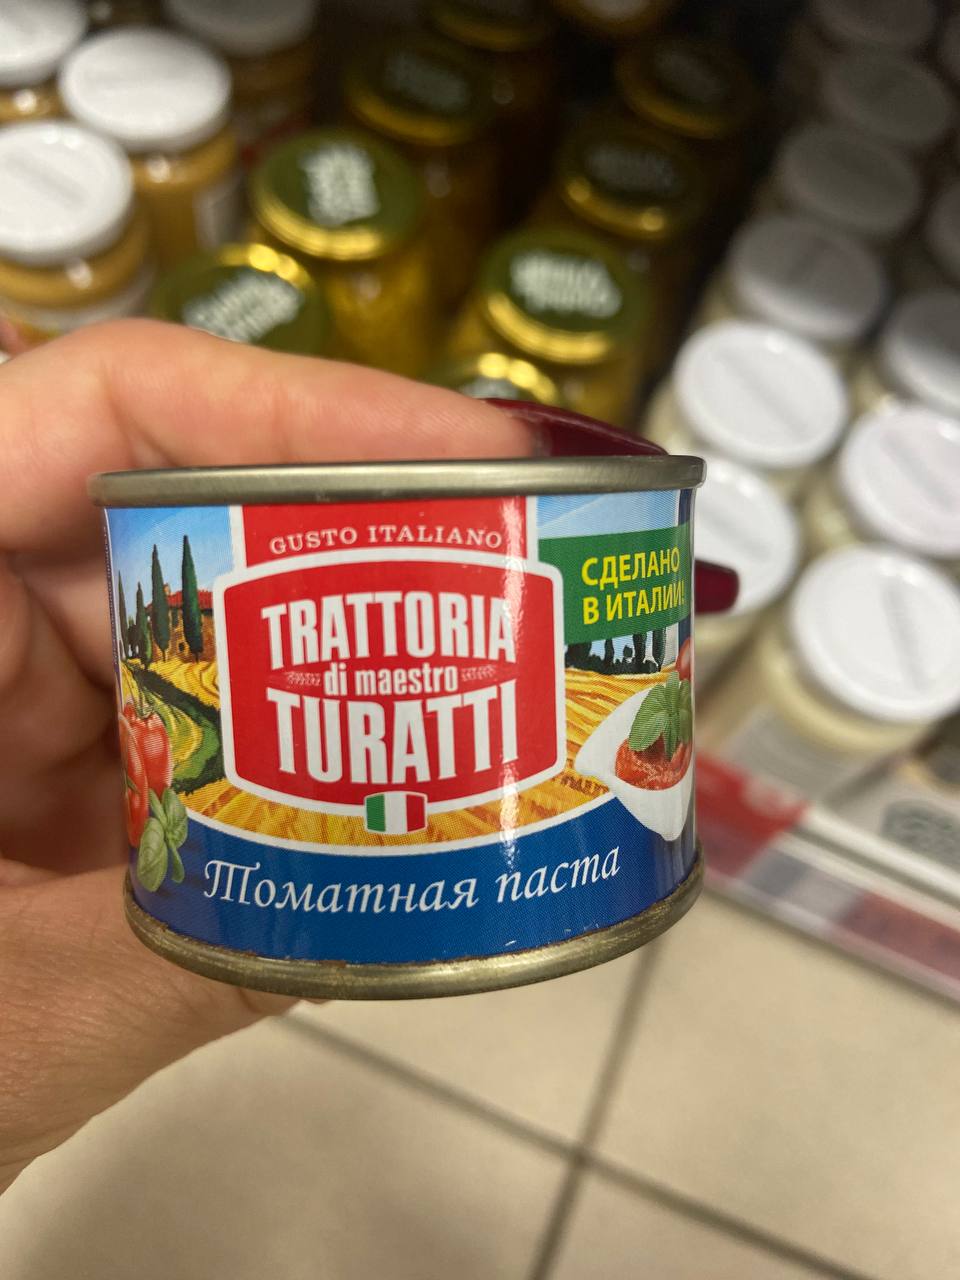 GUSTO ITALIANO
TRATTORIA
di maestro
TURATTI
СДЕЛАНО
В ИТАЛИИ!
Томатная паста